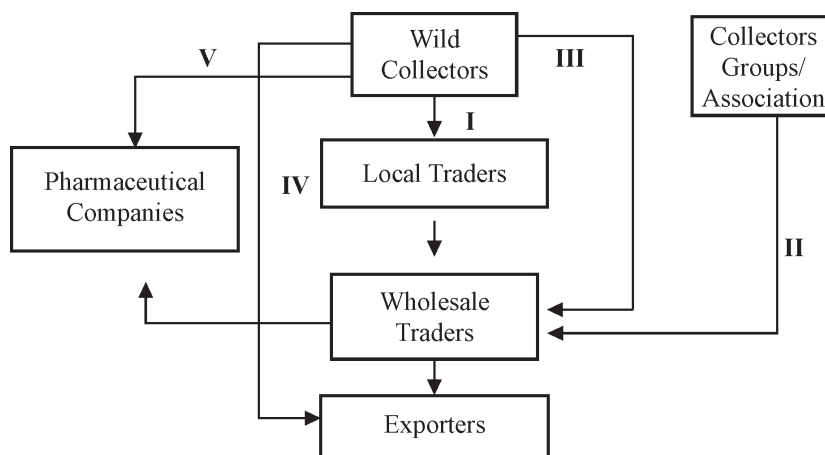 Wild
Collectors
Collectors
Groups/
Association
V
III
I
Pharmaceutical
Companies
IV
Local Traders
II
Wholesale
Traders
Exporters